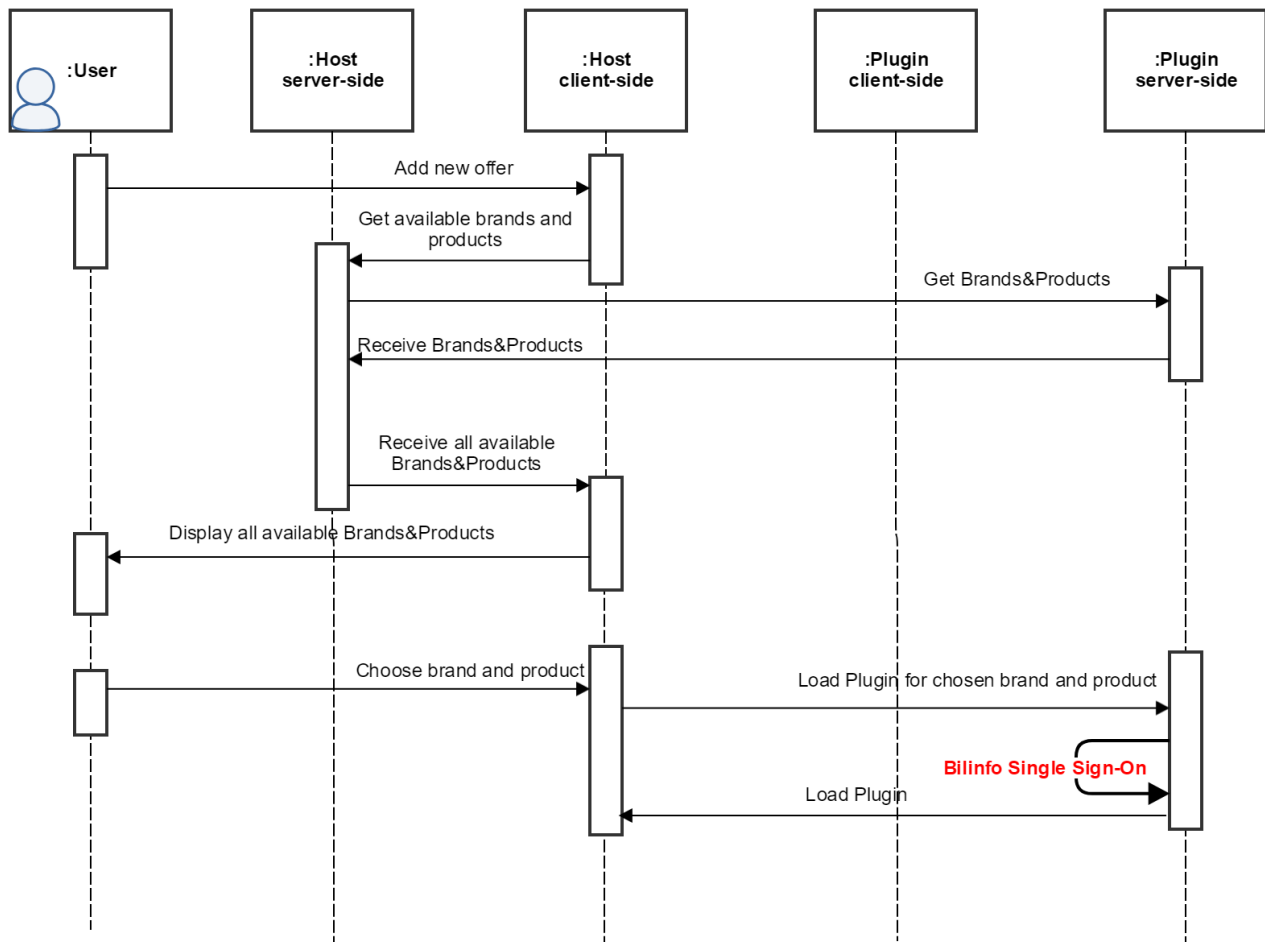 :User
:Host
server-side
:Host
client-side
:Plugin
client-side
:Plugin
server-side
Add new offer
Get available brands and
products
Get Brands&Products
Receive Brands&Products
Receive all available
Brands&Products
Display all available Brands&Products
Choose brand and product
Load Plugin for chosen brand and product
Bilinfo Single Sign-On
Load Plugin